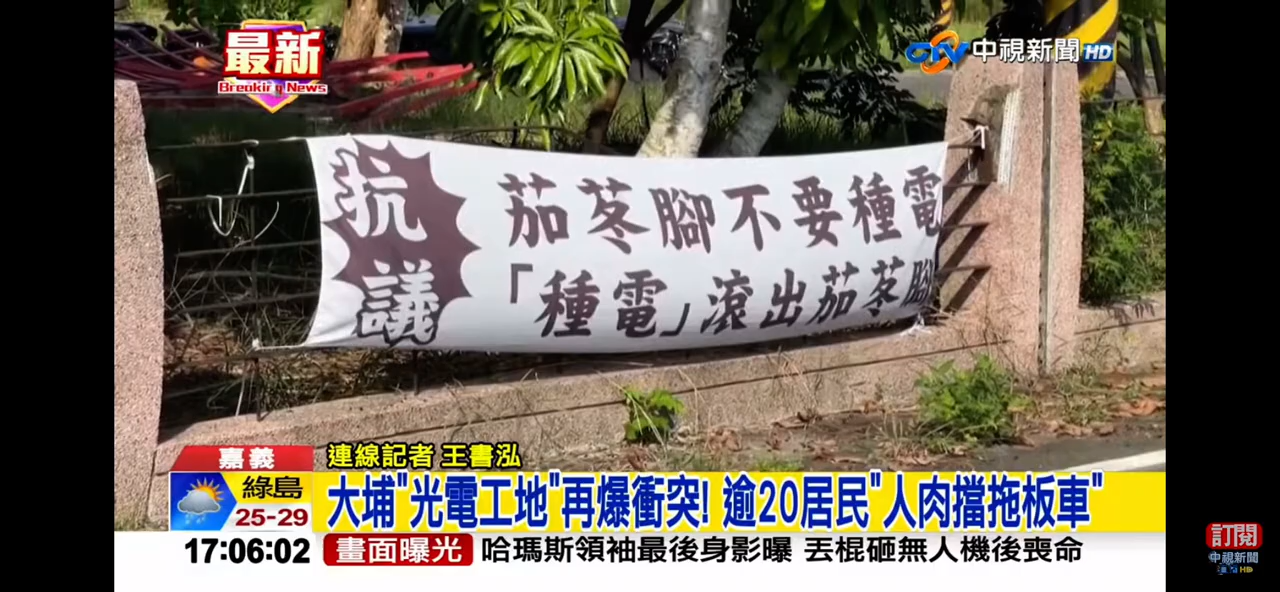 最新
Breaking News
CTV中視新聞HD
抗議
茄苳腳不要種電
「種電」滾出茄苳腳
嘉義
連線記者 王書泓
綠島
25-29
大埔"光電工地"再爆衝突! 逾20居民"人肉擋拖板車"
17:06:02
畫面曝光
哈瑪斯領袖最後身影曝 丟棍砸無人機後喪命
訂閱
中視新聞
HD